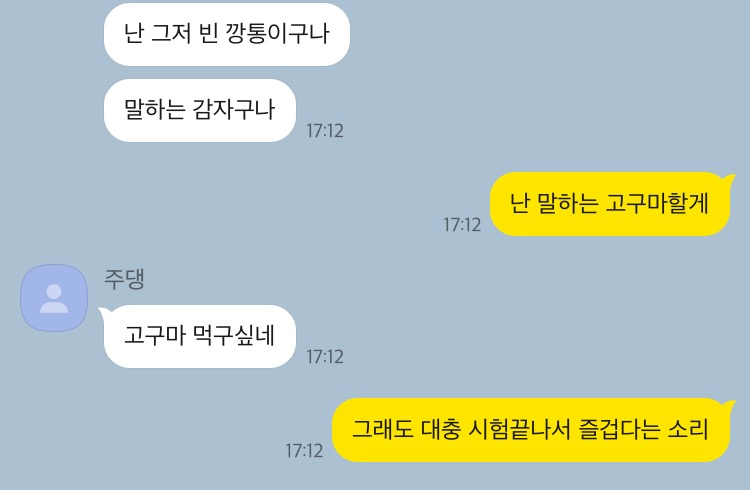 난 그저 빈 깡통이구나
말하는 감자구나
17:12
난 말하는 고구마할게
17:12
주댕
고구마 먹구싶네
17:12
그래도 대충 시험끝나서 즐겁다는 소리
17:12